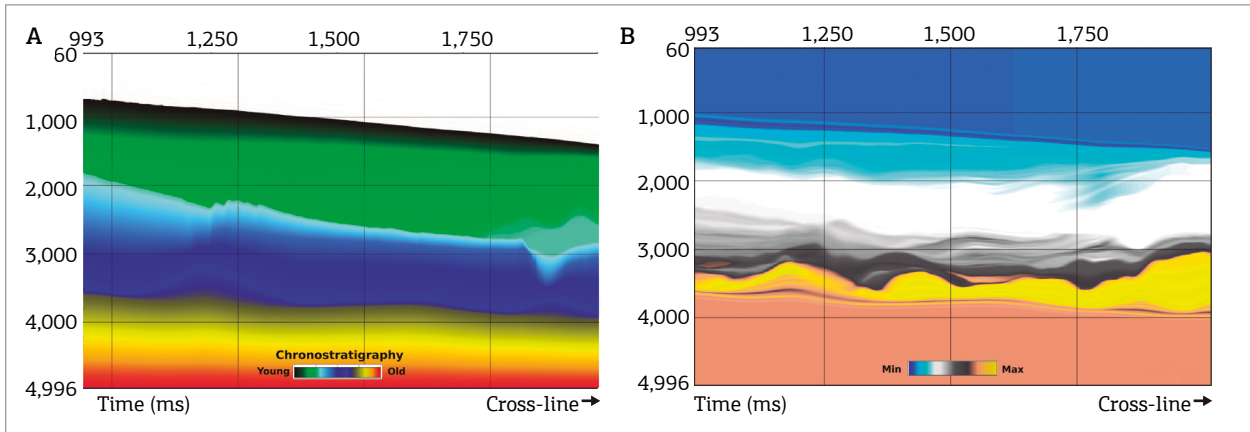 A
993 1,250 1,500 1,750
60
1,000
2,000
3,000
4,000
4,996
Chronostratigraphy
Young Old
Time (ms) Cross-line →
B
993 1,250 1,500 1,750
60
1,000
2,000
3,000
4,000
4,996
Min Max
Time (ms) Cross-line →